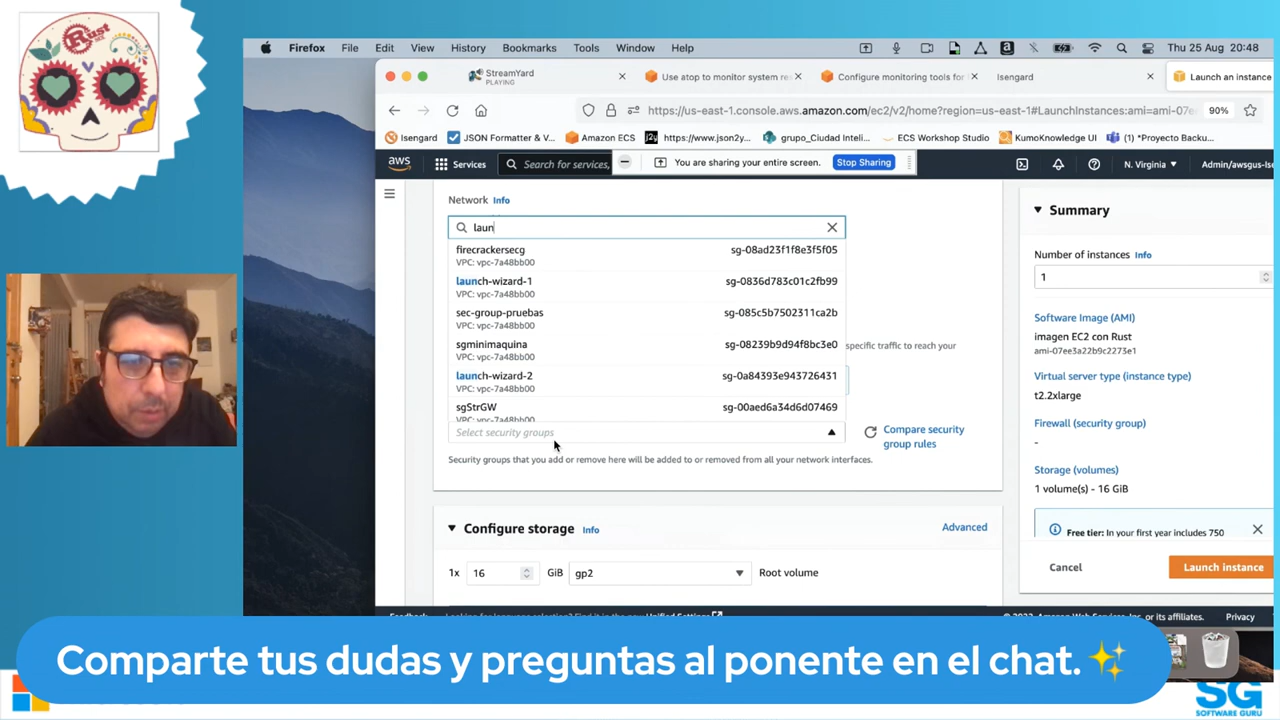 Rust
MX
Firefox File Edit View History Bookmarks Tools Window Help
Thu 25 Aug 20:48
StreamYard
PLAYING
Use atop to monitor system re
Configure monitoring tools for
Isengard
Launch an instance
https://us-east-1.console.aws.amazon.com/ec2/v2/home?region=us-east-1#LaunchInstances:ami=ami-07e
90%
Isengard
JSON Formatter & V...
Amazon ECS
https://www.json2y...
grupo_Ciudad Inteli...
ECS Workshop Studio
KumoKnowledge UI
(1) *Proyecto Backu...
aws
Services
Search for services,
You are sharing your entire screen.
Stop Sharing
N. Virginia
Network Info
laun
firecrackersecg sg-08ad23f1f8e3f5f05
VPC: vpc-7a48bb00
launch-wizard-1 sg-0836d783c01c2fb99
VPC: vpc-7a48bb00
sec-group-pruebas sg-085c5b7502311ca2b
VPC: vpc-7a48bb00
sgminimaquina sg-08239b9d94f8bc3e0
VPC: vpc-7a48bb00
launch-wizard-2 sg-0a84393e943726431
VPC: vpc-7a48bb00
sgStrGW sg-00aed6a34d6d07469
VPC: vpc-7a48bb00
Select security groups
specific traffic to reach your
Compare security
group rules
Security groups that you add or remove here will be added to or removed from all your network interfaces.
Configure storage Info
Advanced
1x 16 GiB gp2 Root volume
Summary
Number of instances Info
1
Software Image (AMI)
imagen EC2 con Rust
ami-07ee3a22b9c2273e1
Virtual server type (instance type)
t2.2xlarge
Firewall (security group)
-
Storage (volumes)
1 volume(s) - 16 GiB
Free tier: In your first year includes 750
Cancel
Launch instance
Privacy
Comparte tus dudas y preguntas al ponente en el chat.
SG
SOFTWARE GURU